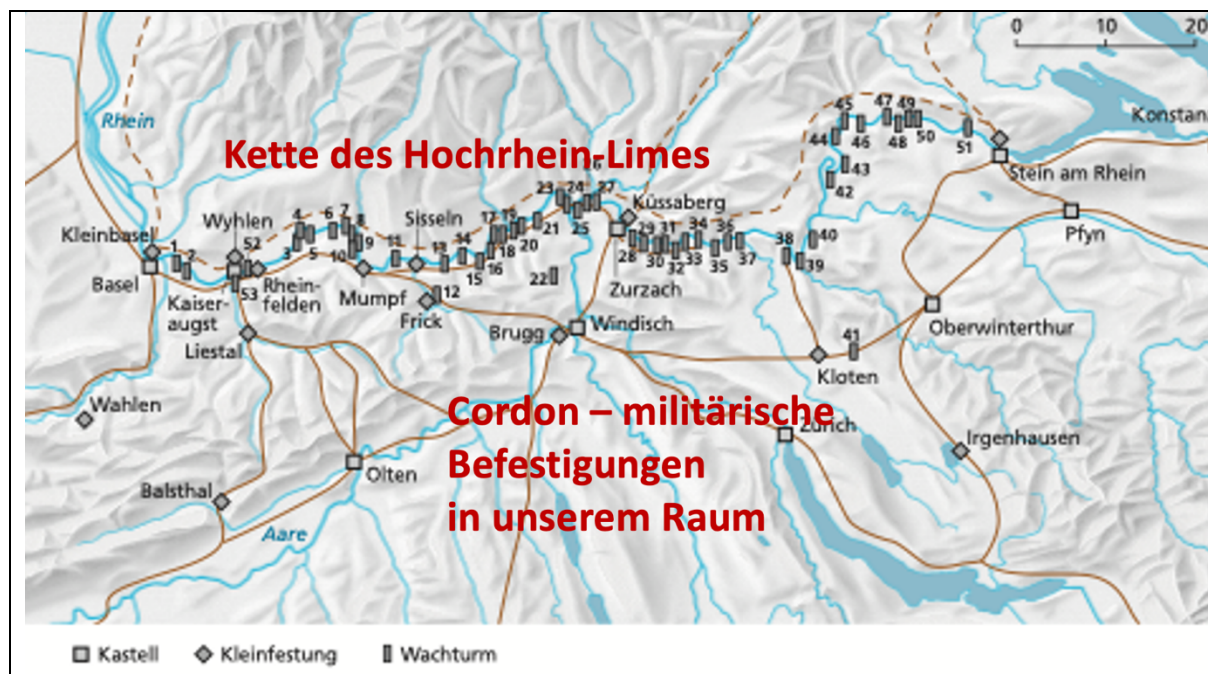 0 10 20
Rhein
Konstan
Kette des Hochrhein-Limes
45 47 49
44 46 48 50 51
43
42
Stein am Rhein
Pfyn
23 24 27
Küssaberg
Wyhlen
4 6 7
8
Sisseln
17 19
Kleinbasel
1 2
52
3 5 9
10
11 13 14
15 16 18 20 21
25
29 31 34 36
28 30 32 33 35 37
38 39 40
Basel
Kaiser-
augst
53
Rhein-
felden
Mumpf
12
Frick
22
Zurzach
Liestal
Brugg
Windisch
Oberwinterthur
41
Kloten
Wahlen
Cordon – militärische
Befestigungen
in unserem Raum
Zürich
Irgenhausen
Olten
Balsthal
Aare
Kastell Kleinfestung Wachturm